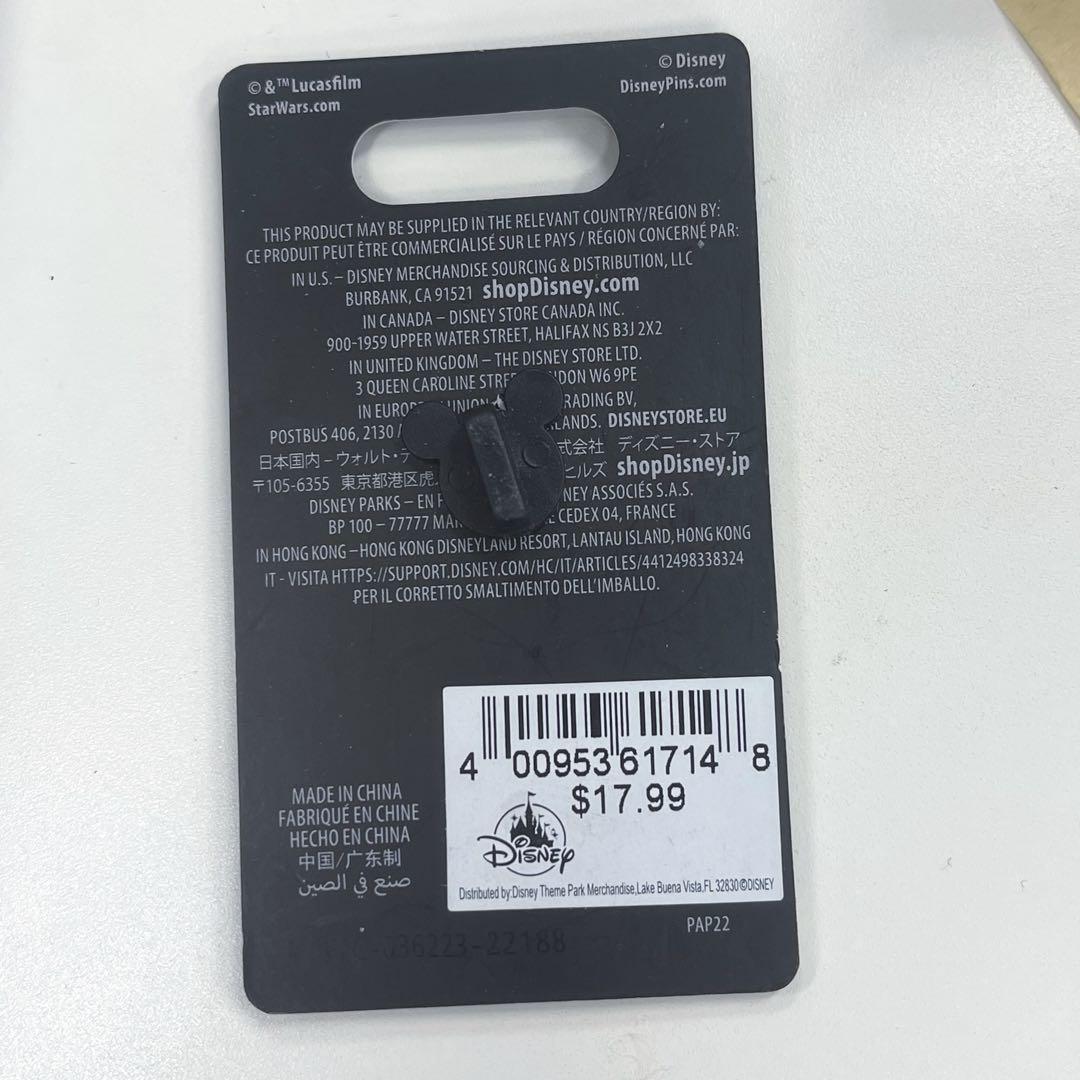 © & ™ Lucasfilm
StarWars.com
© Disney
DisneyPins.com
THIS PRODUCT MAY BE SUPPLIED IN THE RELEVANT COUNTRY/REGION BY:
CE PRODUIT PEUT ÊTRE COMMERCIALISÉ SUR LE PAYS / RÉGION CONCERNÉ PAR:
IN U.S. – DISNEY MERCHANDISE SOURCING & DISTRIBUTION, LLC
BURBANK, CA 91521 shopDisney.com
IN CANADA – DISNEY STORE CANADA INC.
900-1959 UPPER WATER STREET, HALIFAX NS B3J 2X2
IN UNITED KINGDOM – THE DISNEY STORE LTD.
3 QUEEN CAROLINE W6 9PE
IN BV,
POSTBUS 406, 2130 DISNEYSTORE.EU
日本国内 – ウォルト・ 式会社 ディズニー・ストア
〒105-6355 東京都港区虎 ヒルズ shopDisney.jp
DISNEY PARKS – EN ASSOCIÉS S.A.S.
BP 100 – 77777 CEDEX 04, FRANCE
IN HONG KONG – HONG KONG DISNEYLAND RESORT, LANTAU ISLAND, HONG KONG
IT - VISITA HTTPS://SUPPORT.DISNEY.COM/HC/IT/ARTICLES/4412498338324
PER IL CORRETTO SMALTIMENTO DELL'IMBALLO.
4 00953 61714 8
$17.99
Disney
Distributed by:Disney Theme Park Merchandise,Lake Buena Vista,FL 32830 ©DISNEY
MADE IN CHINA
FABRIQUÉ EN CHINE
HECHO EN CHINA
中国/广东制
صنع في الصين
PAP22
-036223-22188